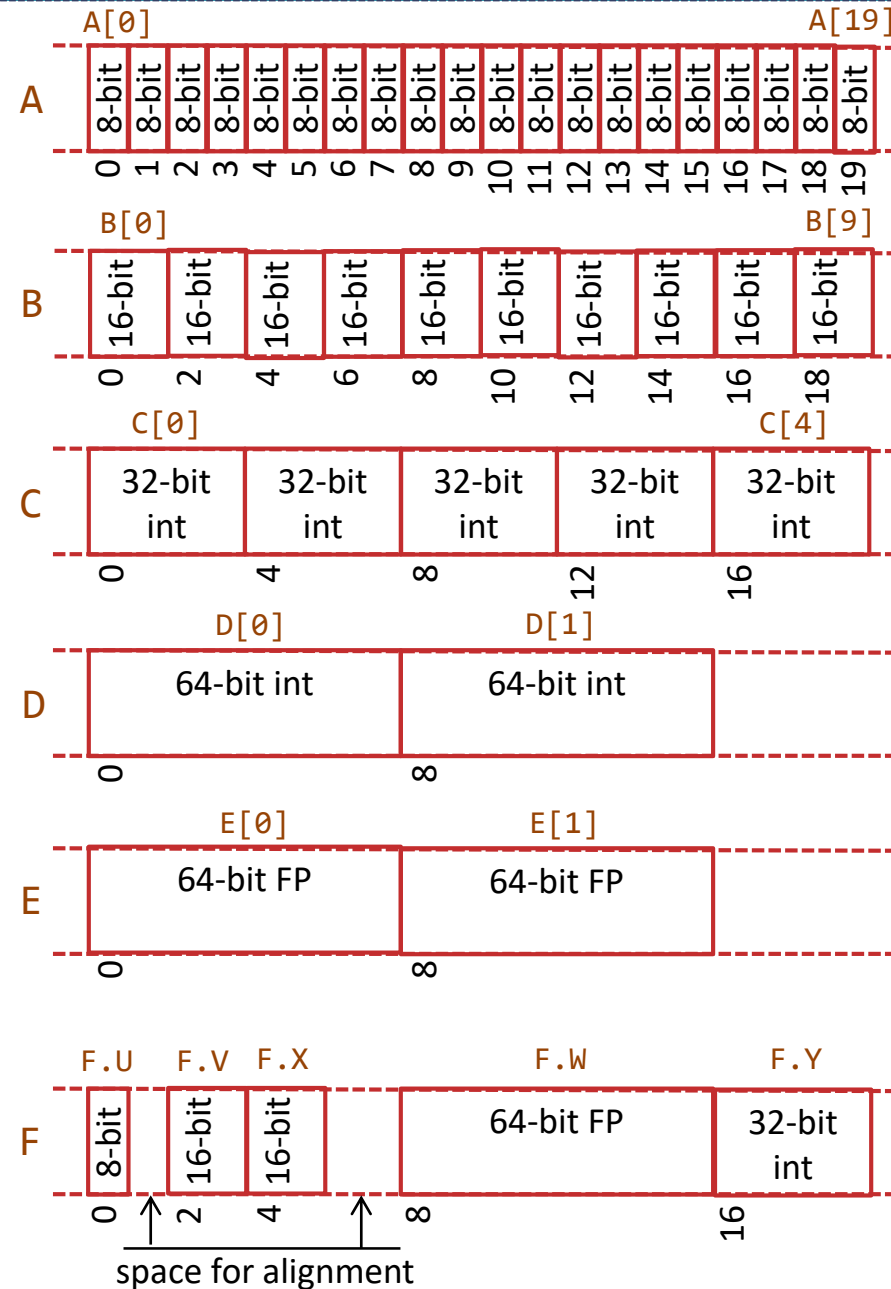 A[0] A[19]
A
8-bit 8-bit 8-bit 8-bit 8-bit 8-bit 8-bit 8-bit 8-bit 8-bit 8-bit 8-bit 8-bit 8-bit 8-bit 8-bit 8-bit 8-bit 8-bit 8-bit
0 1 2 3 4 5 6 7 8 9 10 11 12 13 14 15 16 17 18 19
B[0] B[9]
B
16-bit 16-bit 16-bit 16-bit 16-bit 16-bit 16-bit 16-bit 16-bit 16-bit
0 2 4 6 8 10 12 14 16 18
C[0] C[4]
C
32-bit 32-bit 32-bit 32-bit 32-bit
int int int int int
0 4 8 12 16
D[0] D[1]
D
64-bit int 64-bit int
0 8
E[0] E[1]
E
64-bit FP 64-bit FP
0 8
F.U F.V F.X F.W F.Y
F
8-bit 16-bit 16-bit 64-bit FP 32-bit
int
0 2 4 8 16
space for alignment